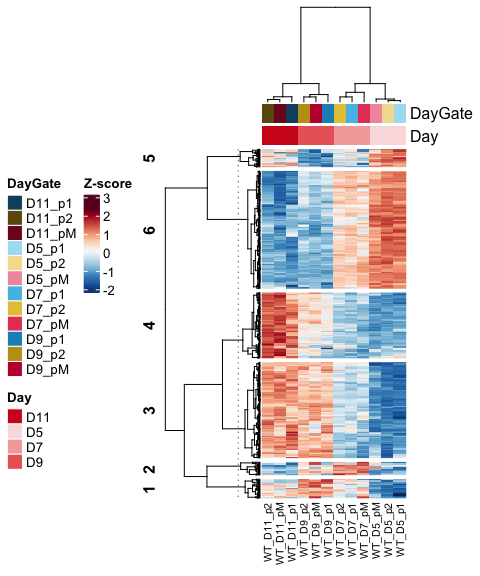 DayGate
Day
5
6
4
3
2
1
DayGate
D11_p1
D11_p2
D11_pM
D5_p1
D5_p2
D5_pM
D7_p1
D7_p2
D7_pM
D9_p1
D9_p2
D9_pM
Z-score
3
2
1
0
-1
-2
Day
D11
D5
D7
D9
WT_D11_p2
WT_D11_pM
WT_D11_p1
WT_D9_p2
WT_D9_pM
WT_D9_p1
WT_D7_p2
WT_D7_p1
WT_D7_pM
WT_D5_pM
WT_D5_p2
WT_D5_p1